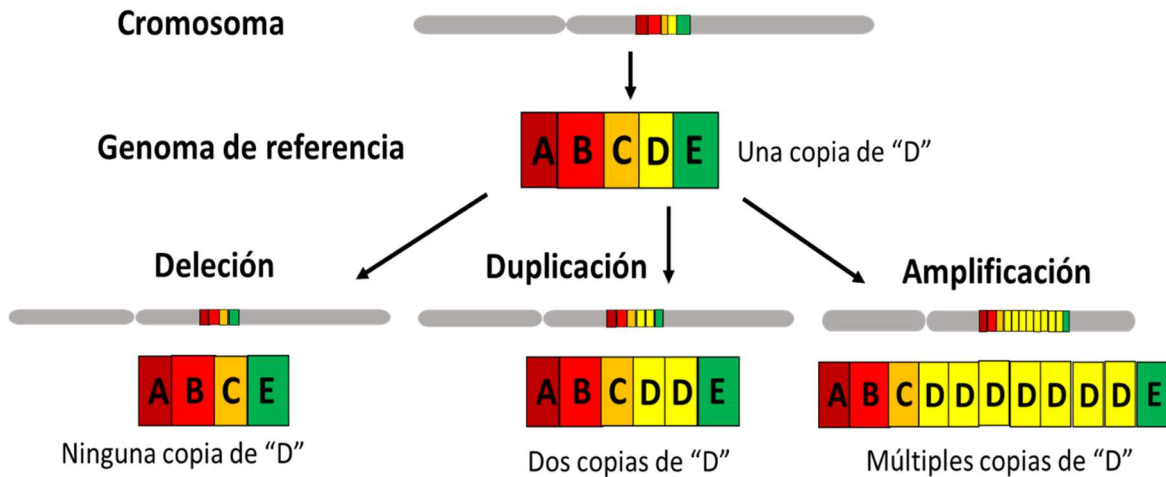 Cromosoma
Genoma de referencia
A B C D E
Una copia de “D”
Deleción
Duplicación
Amplificación
A B C E
A B C D D E
A B C D D D D D D D E
Ninguna copia de “D”
Dos copias de “D”
Múltiples copias de “D”